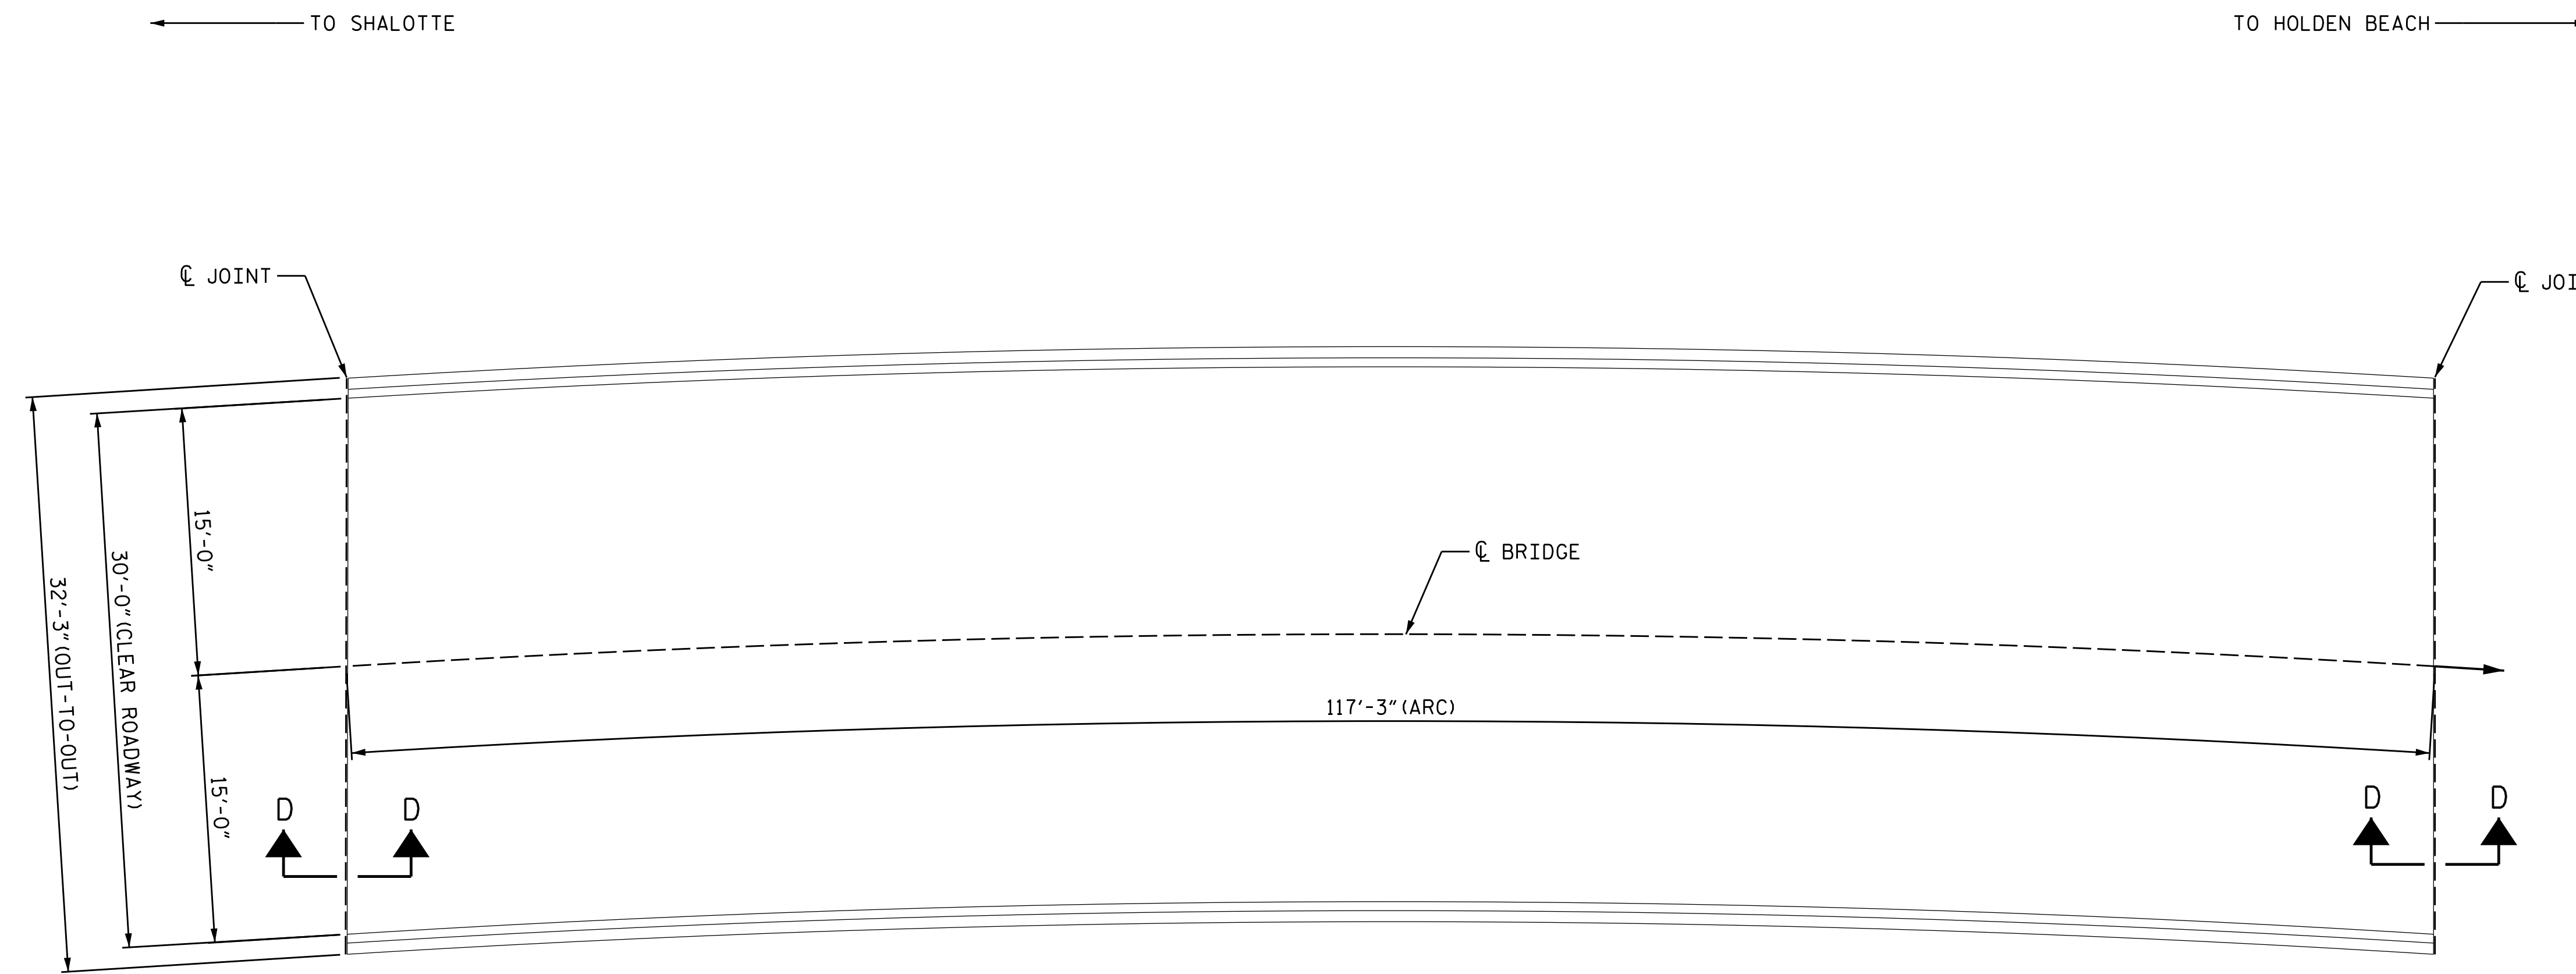 TO SHALOTTE
TO HOLDEN BEACH
℄ JOINT
℄ JOI
15'-0"
30'-0" (CLEAR ROADWAY)
32'-3" (OUT-TO-OUT)
℄ BRIDGE
117'-3" (ARC)
15'-0"
D
D
D
D